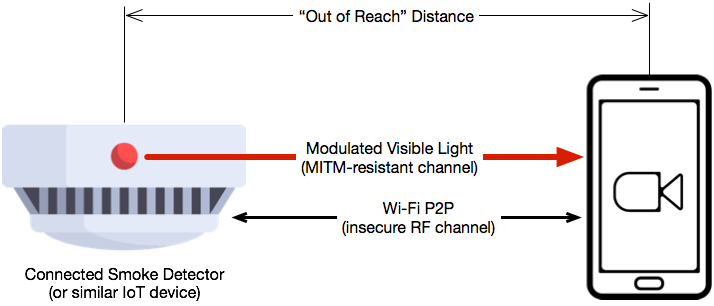 “Out of Reach” Distance
Modulated Visible Light
(MITM-resistant channel)
Wi-Fi P2P
(insecure RF channel)
Connected Smoke Detector
(or similar IoT device)